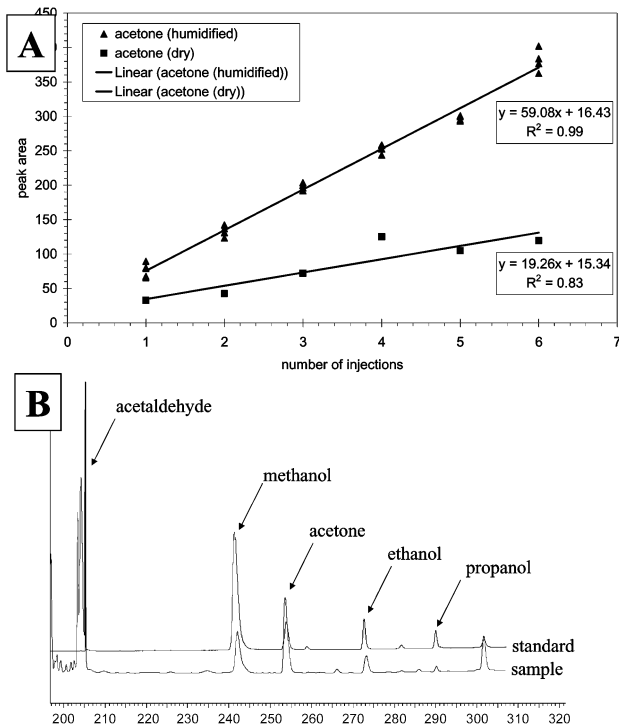 A
450
400
350
300
250
200
150
100
50
0
peak area
acetone (humidified)
acetone (dry)
Linear (acetone (humidified))
Linear (acetone (dry))
y = 59.08x + 16.43
R² = 0.99
y = 19.26x + 15.34
R² = 0.83
0 1 2 3 4 5 6 7
number of injections
B
acetaldehyde
methanol
acetone
ethanol
propanol
standard
sample
200 210 220 230 240 250 260 270 280 290 300 310 320